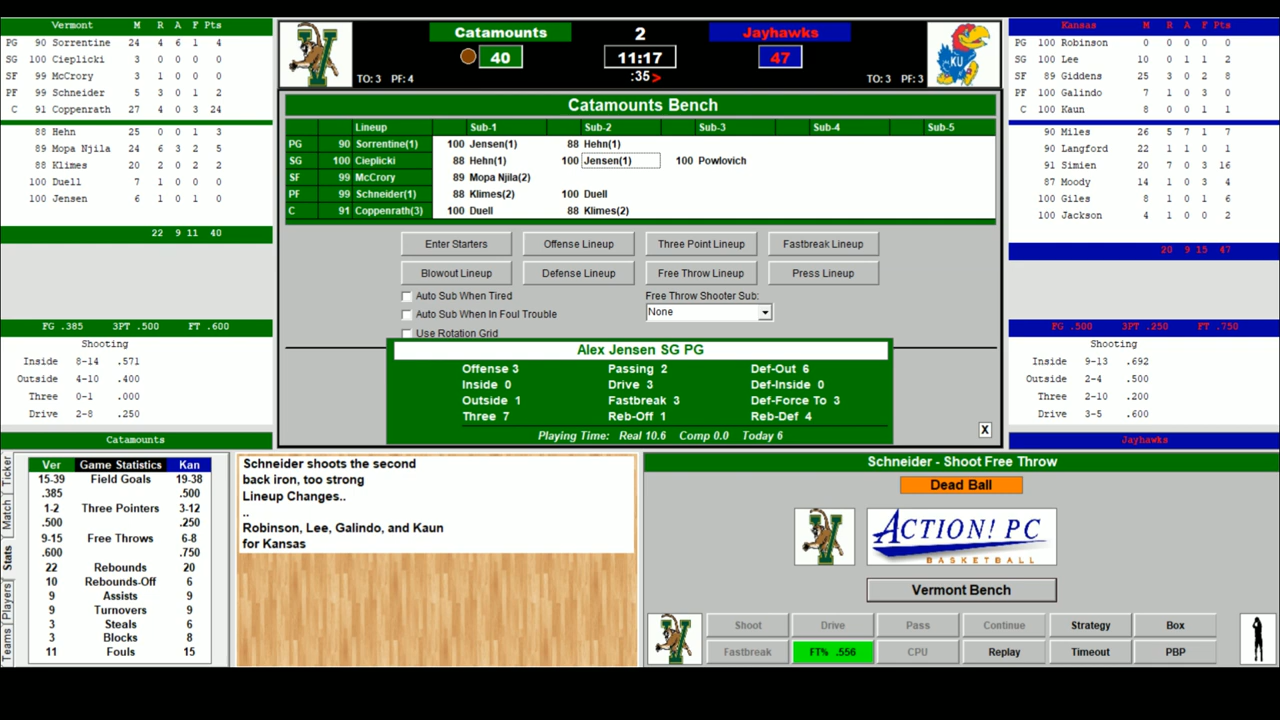 Vermont M R A F Pts
PG 90 Sorrentine 24 4 6 1 4
SG 100 Cieplicki 3 0 0 0 0
SF 99 McCrory 3 1 0 0 0
PF 99 Schneider 5 3 0 1 2
C 91 Coppenrath 27 4 0 3 24
88 Hehn 25 0 0 1 3
89 Mopa Njila 24 6 3 2 5
88 Klimes 20 2 0 2 2
100 Duell 7 1 0 0 0
100 Jensen 6 1 0 1 0
22 9 11 40
FG .385 3PT .500 FT .600
Shooting
Inside 8-14 .571
Outside 4-10 .400
Three 0-1 .000
Drive 2-8 .250
Catamounts
V
Catamounts 2 Jayhawks
40 11:17 47
:35 >
TO: 3 PF: 4 TO: 3 PF: 3
KU
Catamounts Bench
Lineup Sub-1 Sub-2 Sub-3 Sub-4 Sub-5
PG 90 Sorrentine(1) 100 Jensen(1) 88 Hehn(1)
SG 100 Cieplicki 88 Hehn(1) 100 Jensen(1) 100 Powlovich
SF 99 McCrory 89 Mopa Njila(2)
PF 99 Schneider(1) 88 Klimes(2) 100 Duell
C 91 Coppenrath(3) 100 Duell 88 Klimes(2)
Enter Starters Offense Lineup Three Point Lineup Fastbreak Lineup
Blowout Lineup Defense Lineup Free Throw Lineup Press Lineup
Auto Sub When Tired Free Throw Shooter Sub:
Auto Sub When In Foul Trouble None
Use Rotation Grid
Alex Jensen SG PG
Offense 3 Passing 2 Def-Out 6
Inside 0 Drive 3 Def-Inside 0
Outside 1 Fastbreak 3 Def-Force To 3
Three 7 Reb-Off 1 Reb-Def 4
Playing Time: Real 10.6 Comp 0.0 Today 6
X
Kansas M R A F Pts
PG 100 Robinson 0 0 0 0 0
SG 100 Lee 10 0 1 1 2
SF 89 Giddens 25 3 0 2 8
PF 100 Galindo 7 1 0 3 0
C 100 Kaun 8 0 0 1 1
90 Miles 26 5 7 1 7
90 Langford 22 1 1 0 1
91 Simien 20 7 0 3 16
87 Moody 14 1 0 3 4
100 Giles 8 1 0 1 6
100 Jackson 4 1 0 0 2
20 9 15 47
FG .500 3PT .250 FT .750
Shooting
Inside 9-13 .692
Outside 2-4 .500
Three 2-10 .200
Drive 3-5 .600
Jayhawks
Ticker
Match
Stats
Players
Teams
Ver Game Statistics Kan
15-39 Field Goals 19-38
.385 .500
1-2 Three Pointers 3-12
.500 .250
9-15 Free Throws 6-8
.600 .750
22 Rebounds 20
10 Rebounds-Off 6
9 Assists 9
9 Turnovers 9
3 Steals 6
3 Blocks 8
11 Fouls 15
Schneider shoots the second
back iron, too strong
Lineup Changes..
..
Robinson, Lee, Galindo, and Kaun
for Kansas
Schneider - Shoot Free Throw
Dead Ball
V
ACTION! PC
BASKETBALL
Vermont Bench
V
Shoot Drive Pass Continue Strategy Box
Fastbreak FT% .556 CPU Replay Timeout PBP